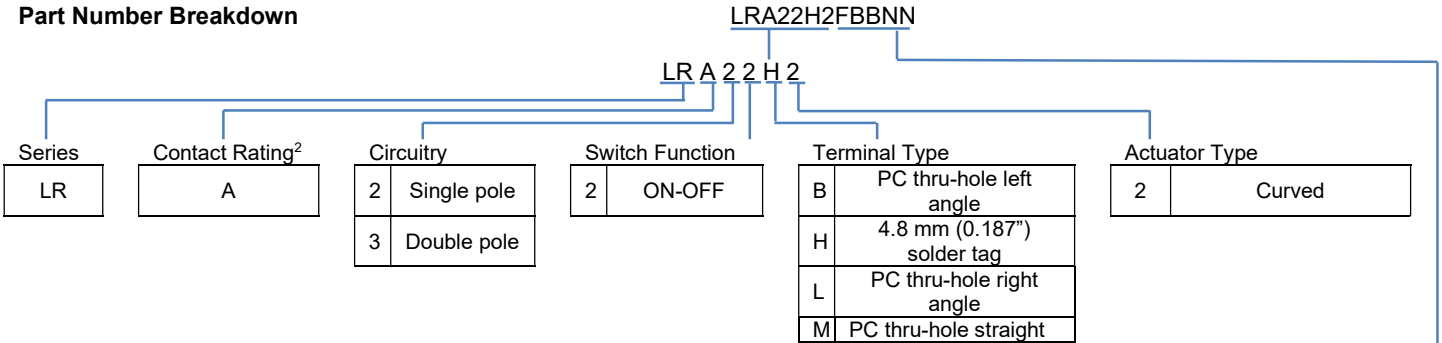 Part Number Breakdown
LRA22H2FBBNN
LR A 2 2 H 2
Series
LR
Contact Rating2
A
Circuitry
2 Single pole
3 Double pole
Switch Function
2 ON-OFF
Terminal Type
B PC thru-hole left
angle
H 4.8 mm (0.187”)
solder tag
L PC thru-hole right
angle
M PC thru-hole straight
Actuator Type
2 Curved